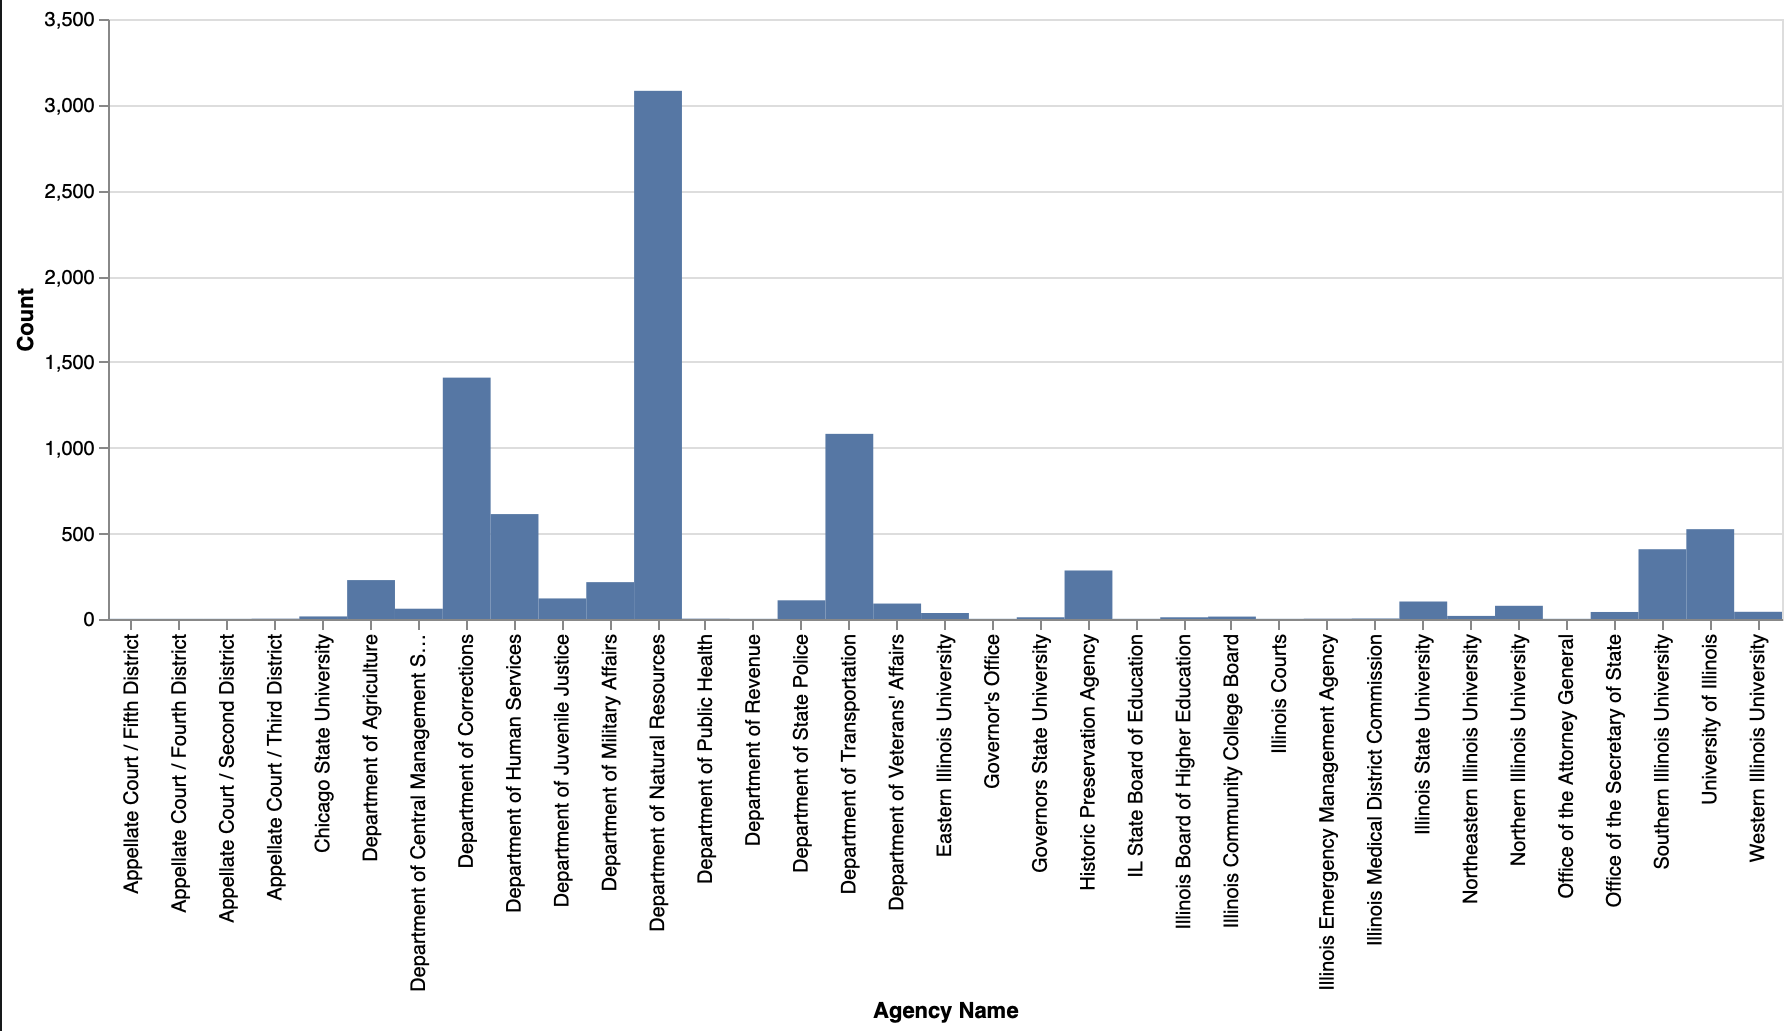 3,500
3,000
2,500
2,000
1,500
1,000
500
0
Count
Appellate Court / Fifth District
Appellate Court / Fourth District
Appellate Court / Second District
Appellate Court / Third District
Chicago State University
Department of Agriculture
Department of Central Management S…
Department of Corrections
Department of Human Services
Department of Juvenile Justice
Department of Military Affairs
Department of Natural Resources
Department of Public Health
Department of Revenue
Department of State Police
Department of Transportation
Department of Veterans' Affairs
Eastern Illinois University
Governor's Office
Governors State University
Historic Preservation Agency
IL State Board of Education
Illinois Board of Higher Education
Illinois Community College Board
Illinois Courts
Illinois Emergency Management Agency
Illinois Medical District Commission
Illinois State University
Northeastern Illinois University
Northern Illinois University
Office of the Attorney General
Office of the Secretary of State
Southern Illinois University
University of Illinois
Western Illinois University
Agency Name